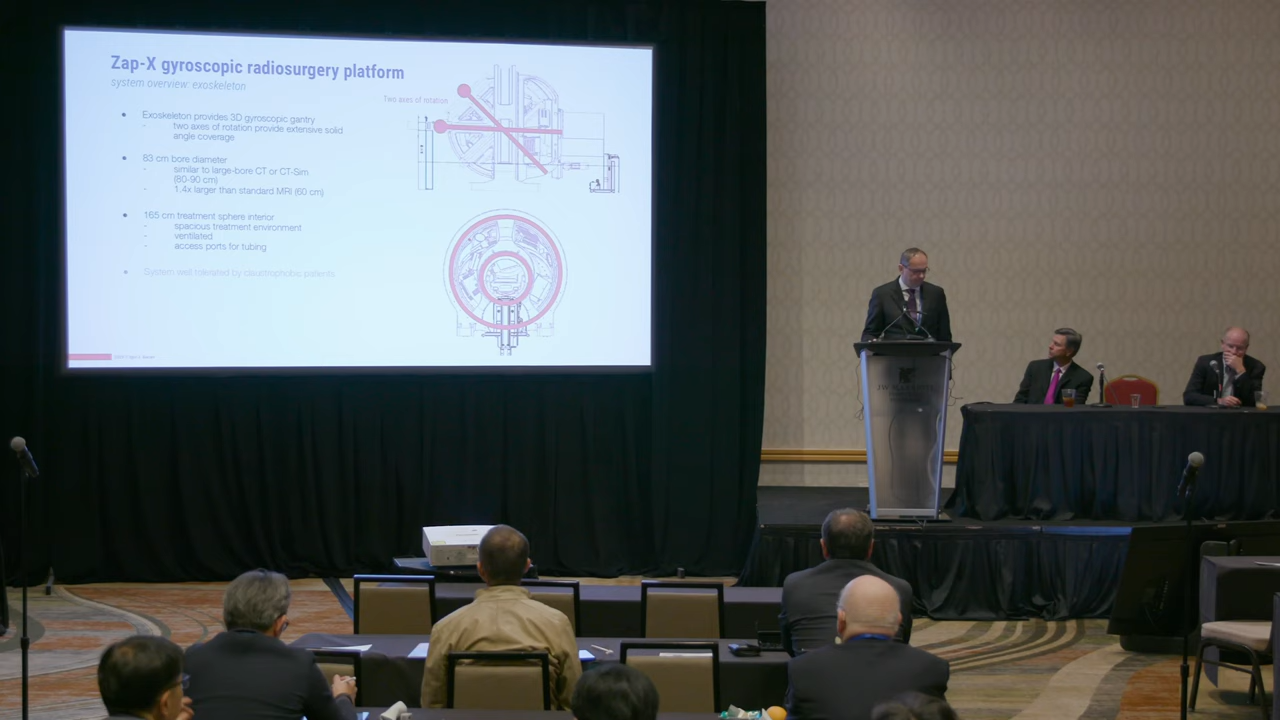 Zap-X gyroscopic radiosurgery platform
system overview: exoskeleton
Two axes of rotation
Exoskeleton provides 3D gyroscopic gantry
two axes of rotation provide extensive solid
angle coverage
83 cm bore diameter
similar to large-bore CT or CT-Sim
(80-90 cm)
1.4x larger than standard MRI (60 cm)
165 cm treatment sphere interior
spacious treatment environment
ventilated
access ports for tubing
System well tolerated by claustrophobic patients
JW MARRIOTT